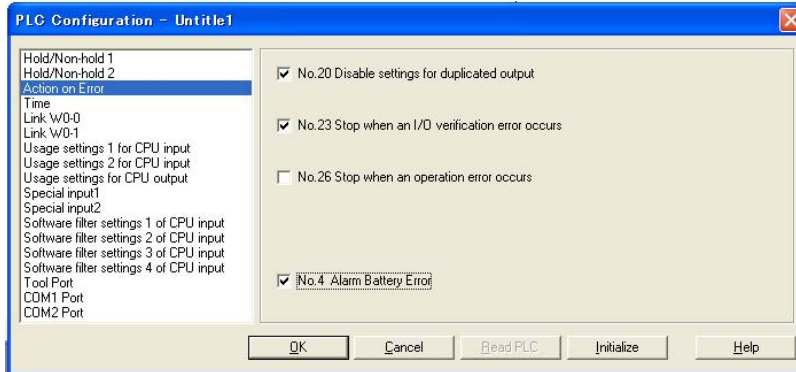 PLC Configuration - Untitle1
Hold/Non-hold 1
Hold/Non-hold 2
Action on Error
Time
Link W0-0
Link W0-1
Usage settings 1 for CPU input
Usage settings 2 for CPU input
Usage settings for CPU output
Special input1
Special input2
Software filter settings 1 of CPU input
Software filter settings 2 of CPU input
Software filter settings 3 of CPU input
Software filter settings 4 of CPU input
Tool Port
COM1 Port
COM2 Port
No.20 Disable settings for duplicated output
No.23 Stop when an I/O verification error occurs
No.26 Stop when an operation error occurs
No.4 Alarm Battery Error
OK
Cancel
Read PLC
Initialize
Help